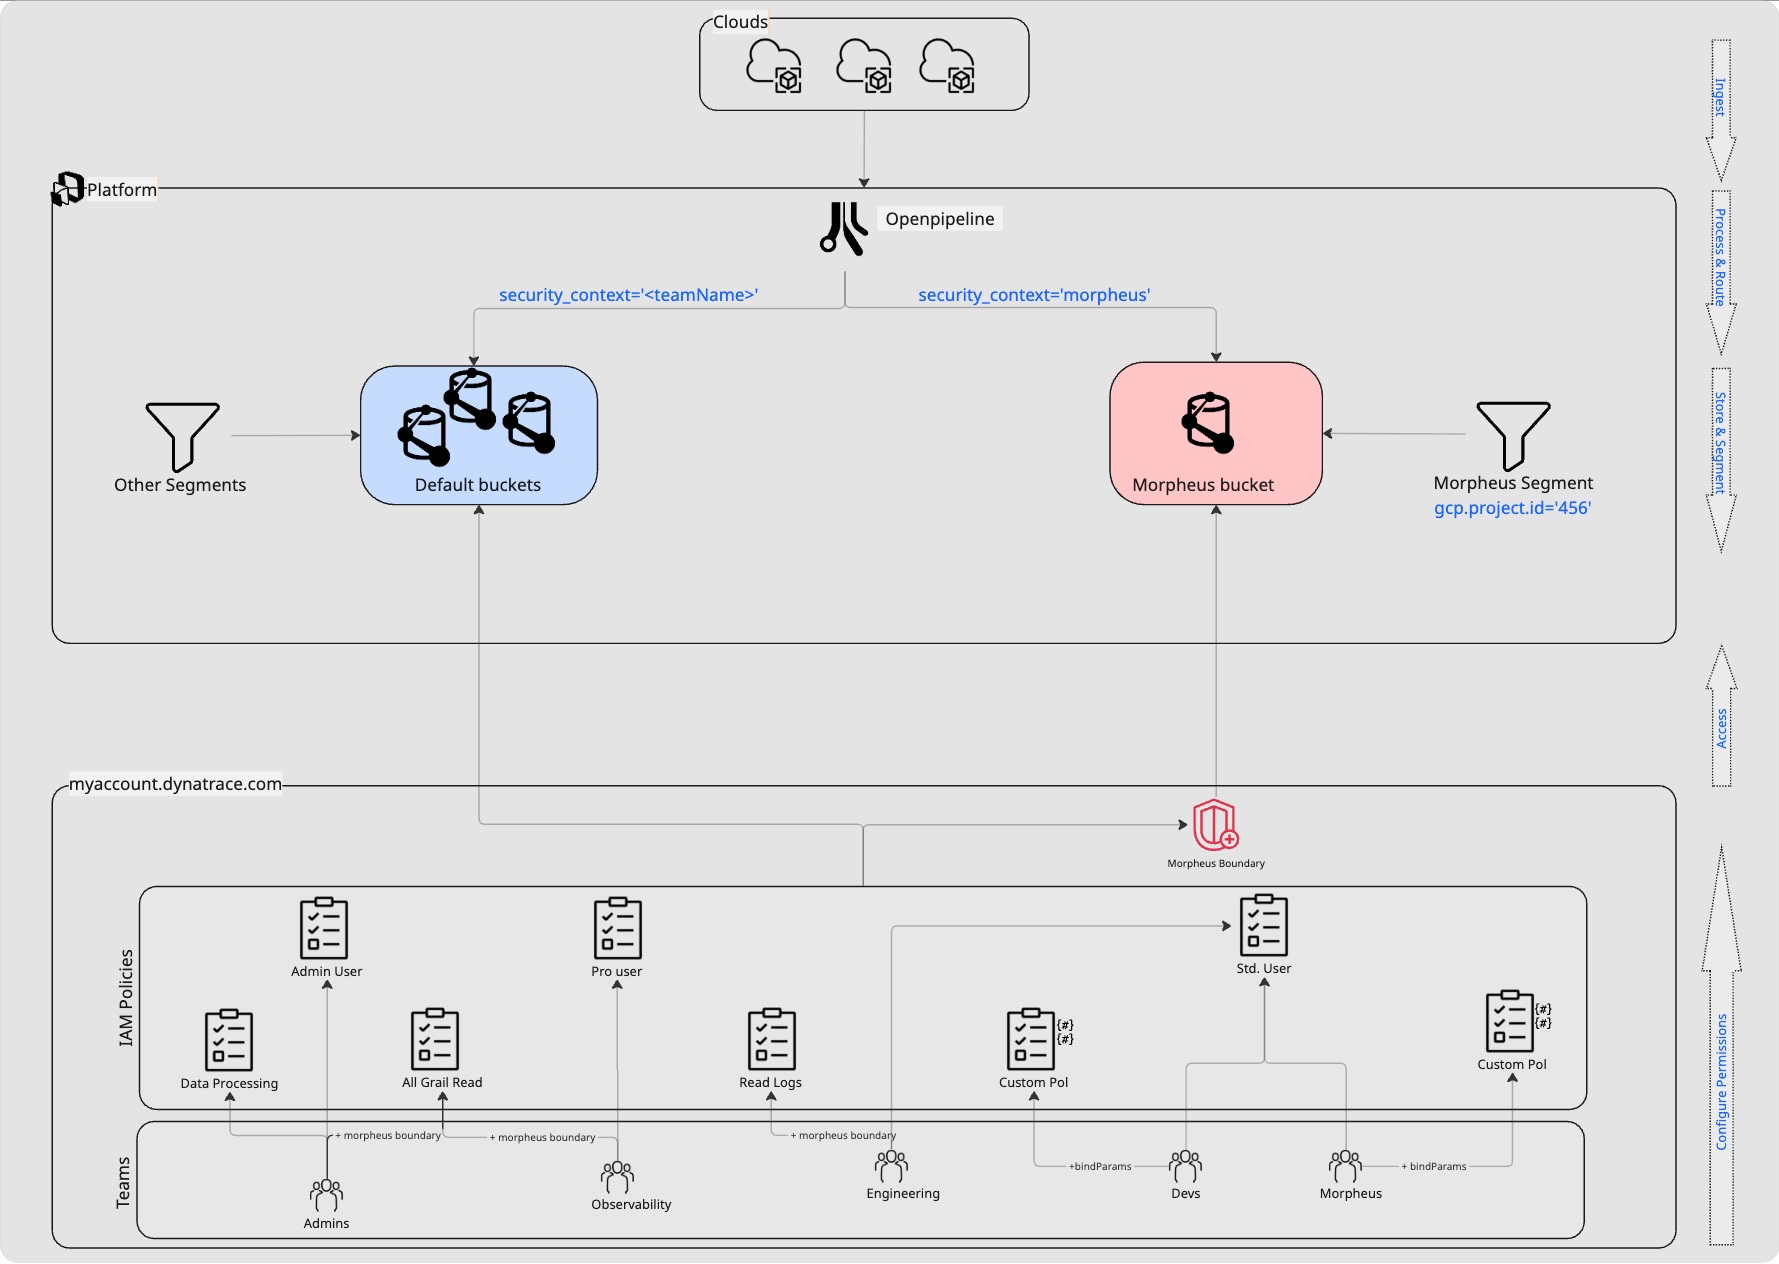 Clouds
Ingest
Platform
Openpipeline
Process & Route
security_context='<teamName>'
security_context='morpheus'
Store & Segment
Other Segments
Default buckets
Morpheus bucket
Morpheus Segment
gcp.project.id='456'
Access
myaccount.dynatrace.com
Morpheus Boundary
Configure Permissions
IAM Policies
Admin User
Pro user
Std. User
Data Processing
All Grail Read
Read Logs
{#}
{#}
Custom Pol
{#}
{#}
Custom Pol
Teams
+ morpheus boundary
+ morpheus boundary
+ morpheus boundary
+bindParams
+ bindParams
Admins
Observability
Engineering
Devs
Morpheus